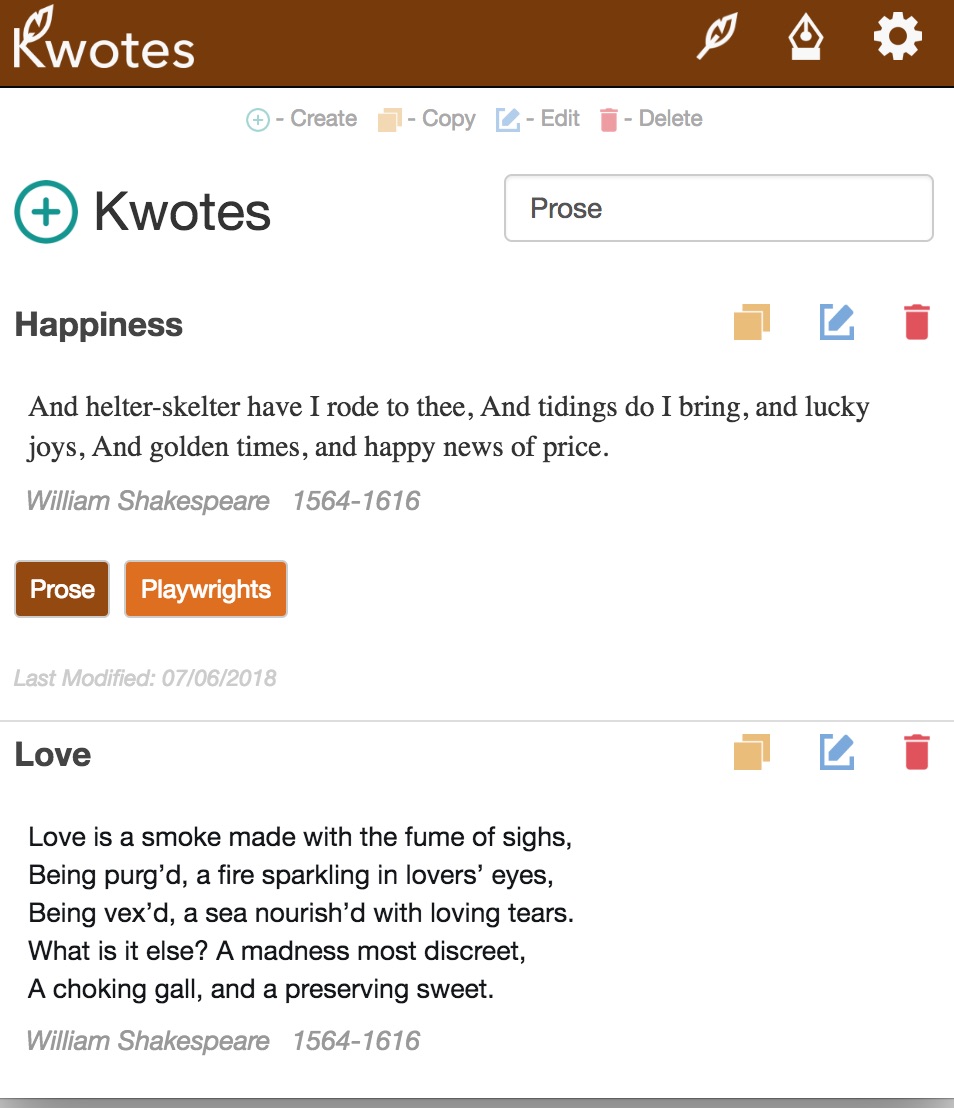 Kwotes
- Create - Copy - Edit - Delete
Kwotes
Prose
Happiness
And helter-skelter have I rode to thee, And tidings do I bring, and lucky
joys, And golden times, and happy news of price.
William Shakespeare 1564-1616
Prose Playwrights
Last Modified: 07/06/2018
Love
Love is a smoke made with the fume of sighs,
Being purg’d, a fire sparkling in lovers’ eyes,
Being vex’d, a sea nourish’d with loving tears.
What is it else? A madness most discreet,
A choking gall, and a preserving sweet.
William Shakespeare 1564-1616